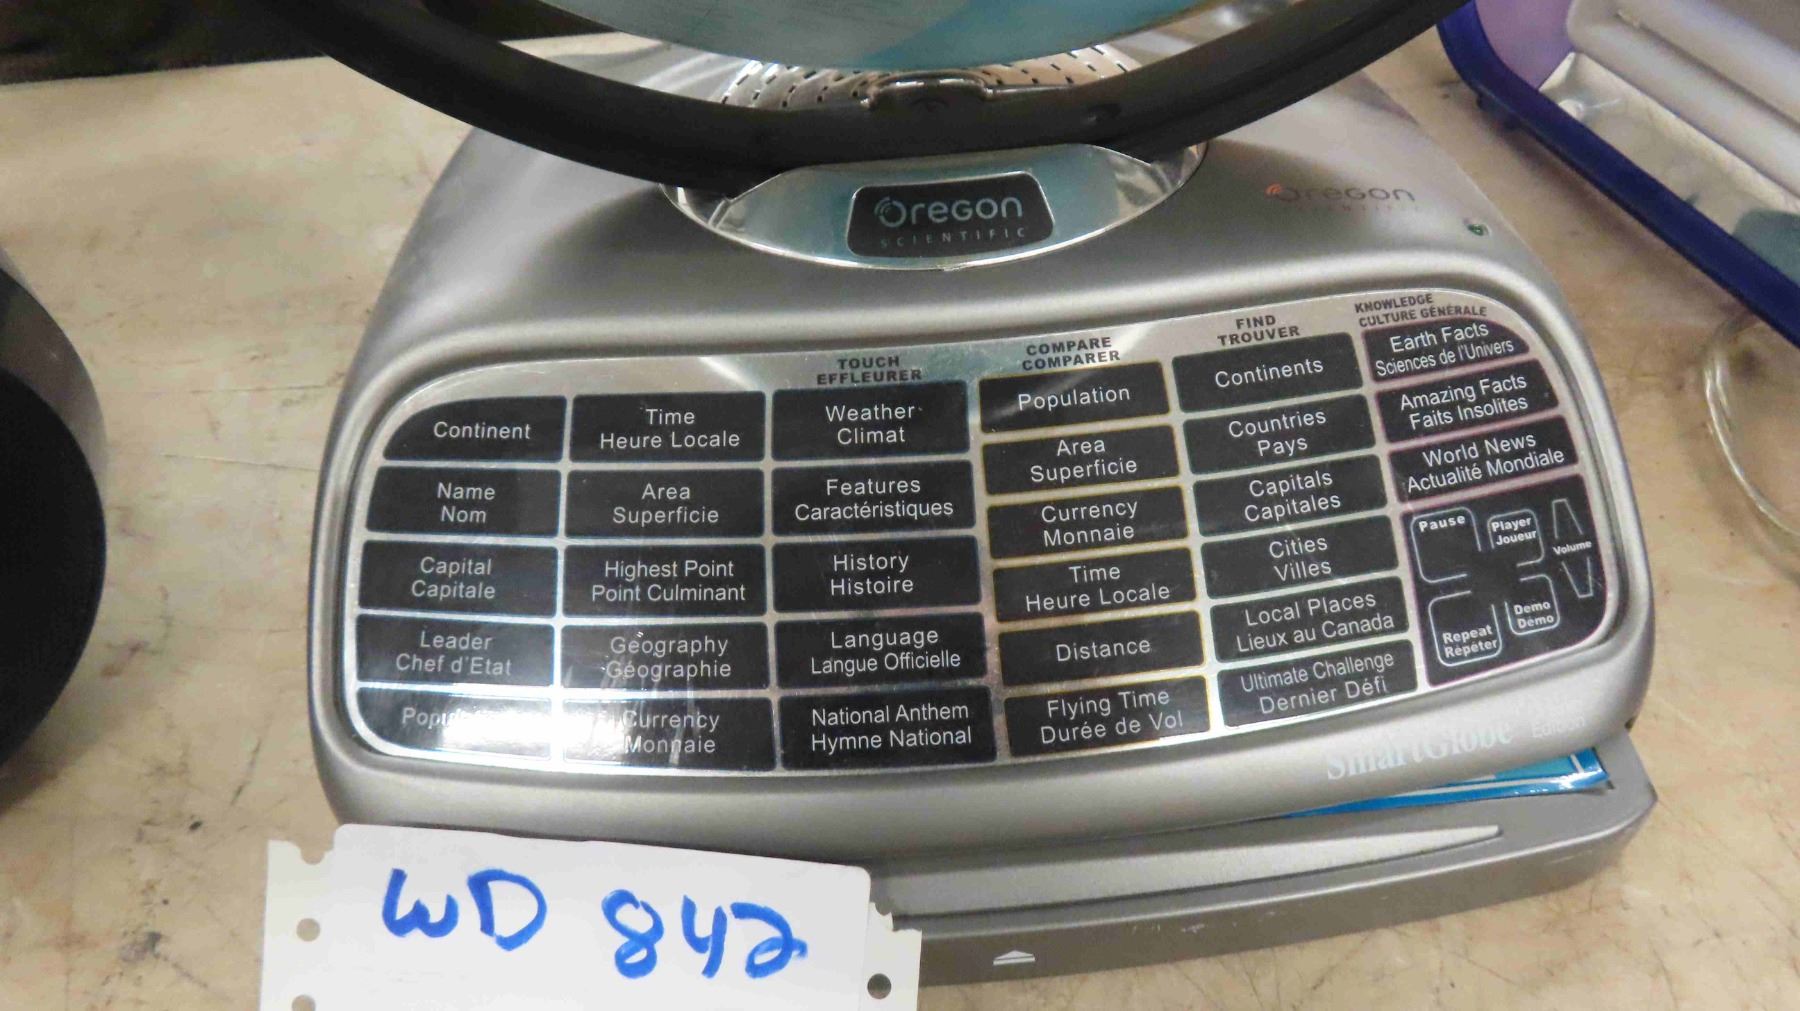 Oregon
SCIENTIFIC
Oregon
TOUCH
EFFLEURER
Continent
Name
Nom
Capital
Capitale
Leader
Chef d'Etat
Time
Heure Locale
Area
Superficie
Highest Point
Point Culminant
Geography
Géographie
Currency
Monnaie
Weather
Climat
Features
Caractéristiques
History
Histoire
Language
Langue Officielle
National Anthem
Hymne National
COMPARE
COMPARER
Population
Area
Superficie
Currency
Monnaie
Time
Heure Locale
Distance
Flying Time
Durée de Vol
FIND
TROUVER
Continents
Countries
Pays
Capitals
Capitales
Cities
Villes
Local Places
Lieux au Canada
Ultimate Challenge
Dernier Défi
KNOWLEDGE
CULTURE GÉNÉRALE
Earth Facts
Sciences de l'Univers
Amazing Facts
Faits Insolites
World News
Actualité Mondiale
Pause
Player
Joueur
Volume
Repeat
Répéter
Demo
Démo
SmartGlobe
WD 842